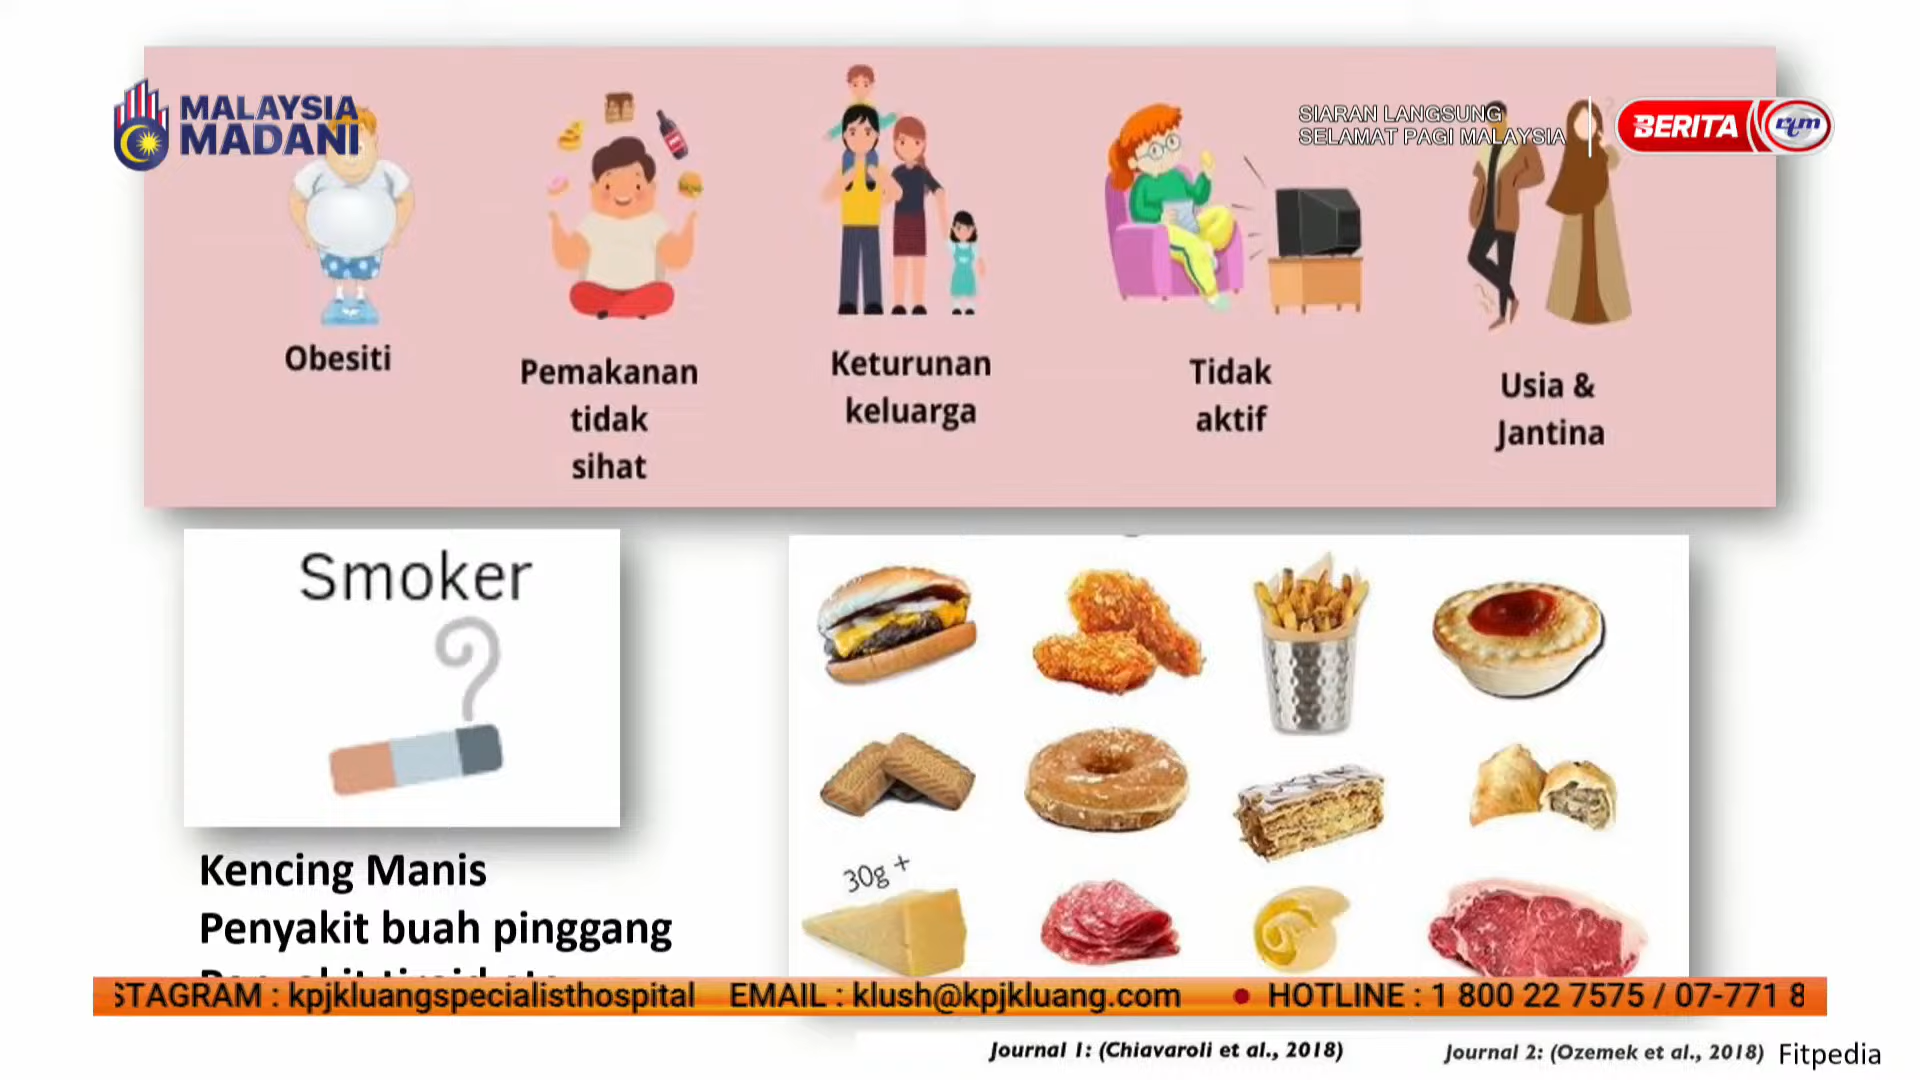 MALAYSIA
MADANI
SIARAN LANGSUNG
SELAMAT PAGI MALAYSIA
BERITA
rtm
Obesiti
Pemakanan
tidak
sihat
Keturunan
keluarga
Tidak
aktif
Usia &
Jantina
Smoker
Kencing Manis
Penyakit buah pinggang
30g +
STAGRAM : kpjkluangspecialisthospital EMAIL : klush@kpjkluang.com • HOTLINE : 1 800 22 7575 / 07-771 8
Journal 1: (Chiavaroli et al., 2018)
Journal 2: (Ozemek et al., 2018)
Fitpedia